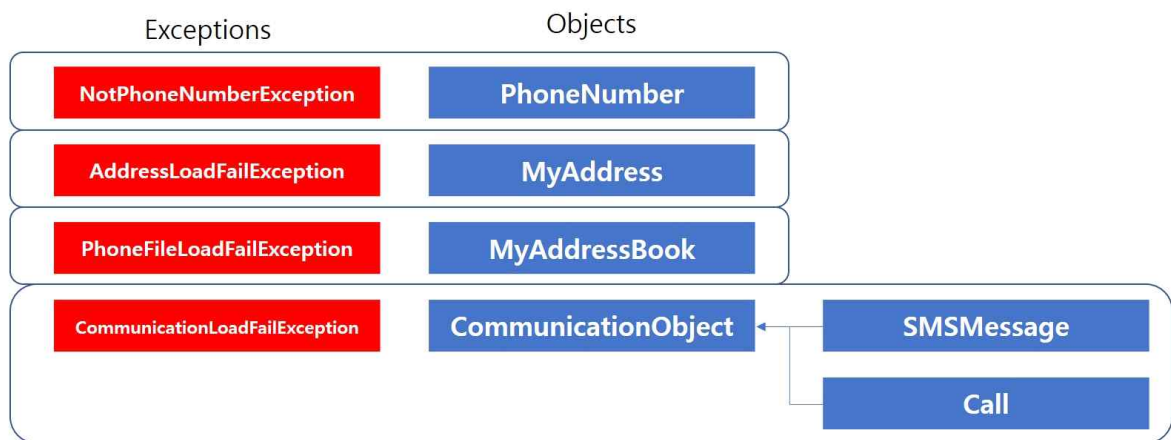 Exceptions Objects
NotPhoneNumberException PhoneNumber
AddressLoadFailException MyAddress
PhoneFileLoadFailException MyAddressBook
CommunicationLoadFailException CommunicationObject SMSMessage
Call